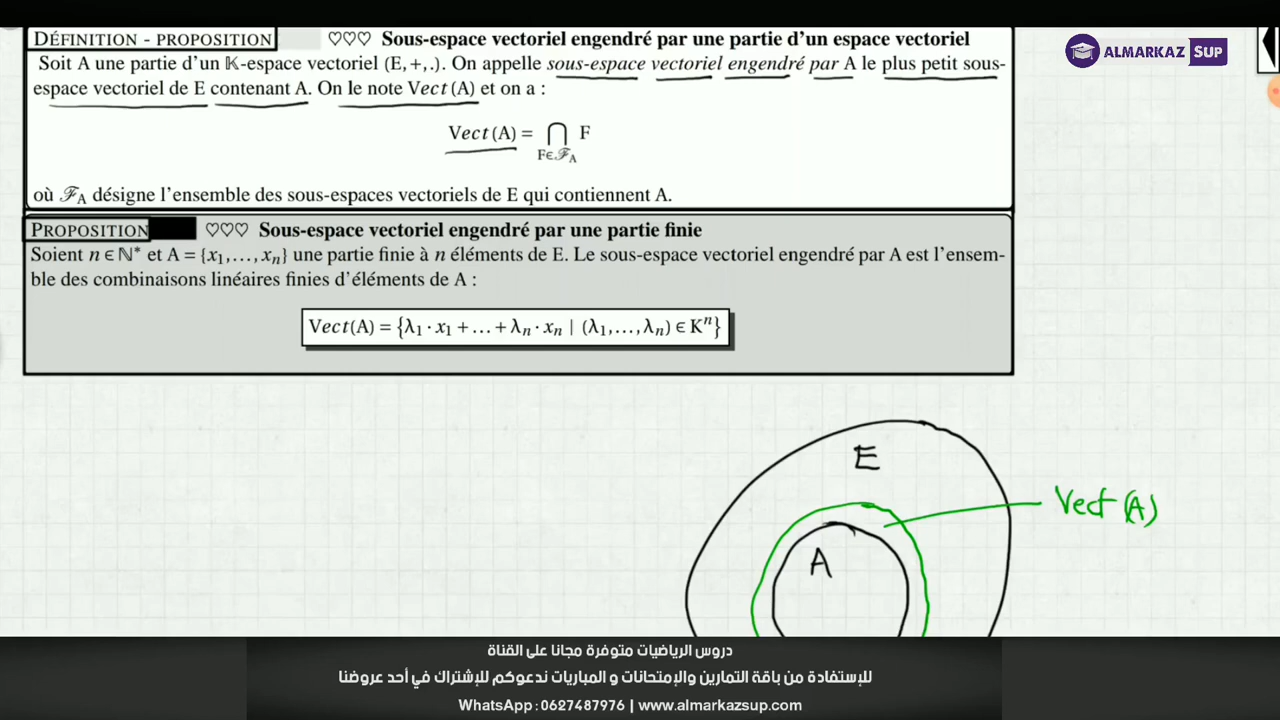 DÉFINITION - PROPOSITION ♡♡♡ Sous-espace vectoriel engendré par une partie d'un espace vectoriel
ALMARKAZ SUP
Soit A une partie d'un 𝕂-espace vectoriel (E,+,.). On appelle sous-espace vectoriel engendré par A le plus petit sous-
espace vectoriel de E contenant A. On le note Vect(A) et on a :
Vect(A) = ⋂ F
F∈ℱ_A
où ℱ_A désigne l'ensemble des sous-espaces vectoriels de E qui contiennent A.
PROPOSITION ♡♡♡ Sous-espace vectoriel engendré par une partie finie
Soient n ∈ ℕ* et A = {x₁,…,xₙ} une partie finie à n éléments de E. Le sous-espace vectoriel engendré par A est l'ensem-
ble des combinaisons linéaires finies d'éléments de A :
Vect(A) = {λ₁ · x₁ + … + λₙ · xₙ | (λ₁,…,λₙ) ∈ Kⁿ}
E
Vect(A)
A
دروس الرياضيات متوفرة مجانا على القناة
للإستفادة من باقة التمارين والإمتحانات و المباريات ندعوكم للإشتراك في أحد عروضنا
WhatsApp : 0627487976 | www.almarkazsup.com